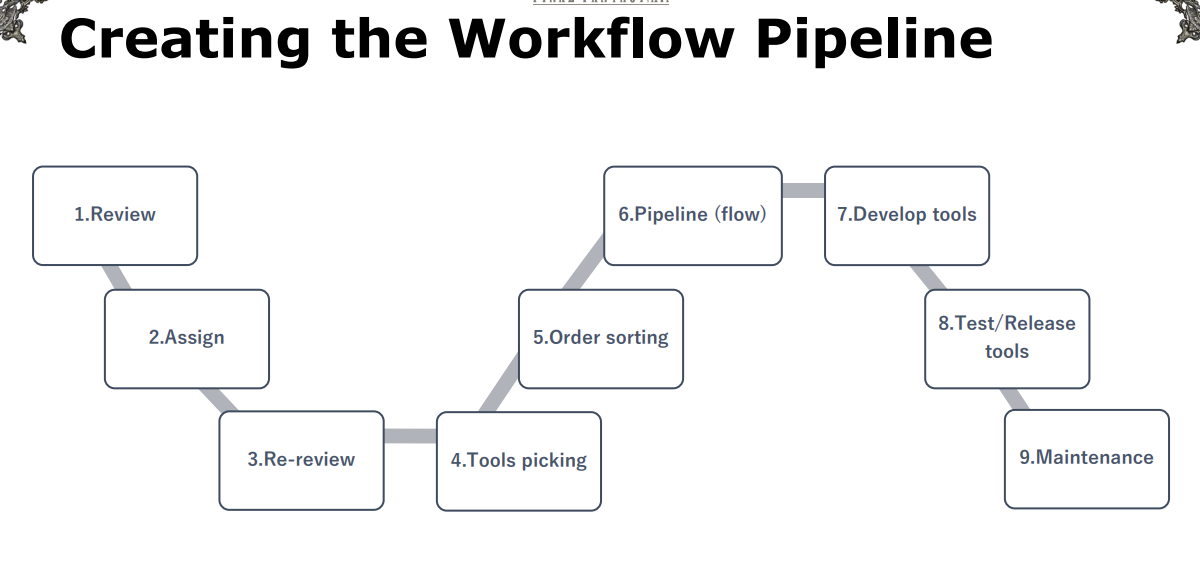 Creating the Workflow Pipeline
1.Review
2.Assign
3.Re-review
4.Tools picking
5.Order sorting
6.Pipeline (flow)
7.Develop tools
8.Test/Release
tools
9.Maintenance